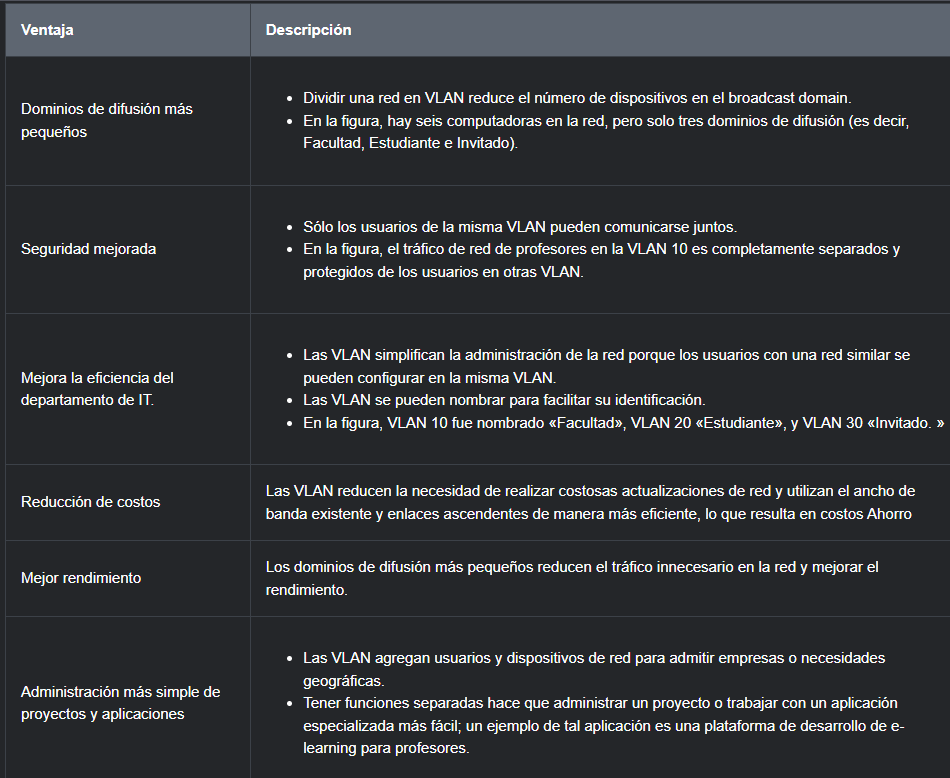 Ventaja
Descripción
Dominios de difusión más
pequeños
• Dividir una red en VLAN reduce el número de dispositivos en el broadcast domain.
• En la figura, hay seis computadoras en la red, pero solo tres dominios de difusión (es decir,
Facultad, Estudiante e Invitado).
Seguridad mejorada
• Sólo los usuarios de la misma VLAN pueden comunicarse juntos.
• En la figura, el tráfico de red de profesores en la VLAN 10 es completamente separados y
protegidos de los usuarios en otras VLAN.
Mejora la eficiencia del
departamento de IT.
• Las VLAN simplifican la administración de la red porque los usuarios con una red similar se
pueden configurar en la misma VLAN.
• Las VLAN se pueden nombrar para facilitar su identificación.
• En la figura, VLAN 10 fue nombrado «Facultad», VLAN 20 «Estudiante», y VLAN 30 «Invitado. »
Reducción de costos
Las VLAN reducen la necesidad de realizar costosas actualizaciones de red y utilizan el ancho de
banda existente y enlaces ascendentes de manera más eficiente, lo que resulta en costos Ahorro
Mejor rendimiento
Los dominios de difusión más pequeños reducen el tráfico innecesario en la red y mejorar el
rendimiento.
Administración más simple de
proyectos y aplicaciones
• Las VLAN agregan usuarios y dispositivos de red para admitir empresas o necesidades
geográficas.
• Tener funciones separadas hace que administrar un proyecto o trabajar con un aplicación
especializada más fácil; un ejemplo de tal aplicación es una plataforma de desarrollo de e-
learning para profesores.